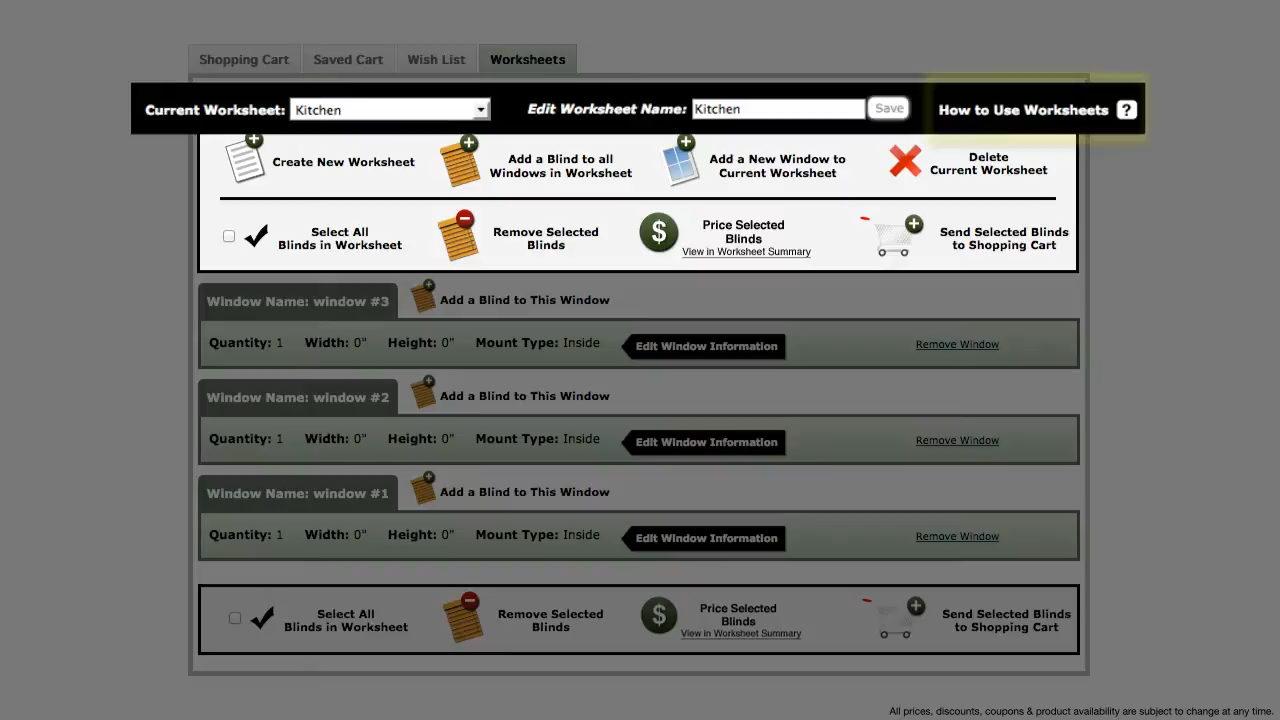 Shopping Cart Saved Cart Wish List Worksheets
Current Worksheet: Kitchen Edit Worksheet Name: Kitchen Save How to Use Worksheets ?
Create New Worksheet
Add a Blind to all
Windows in Worksheet
Add a New Window to
Current Worksheet
Delete
Current Worksheet
Select All
Blinds in Worksheet
Remove Selected
Blinds
$
Price Selected
Blinds
View in Worksheet Summary
Send Selected Blinds
to Shopping Cart
Window Name: window #3 Add a Blind to This Window
Quantity: 1 Width: 0" Height: 0" Mount Type: Inside Edit Window Information Remove Window
Window Name: window #2 Add a Blind to This Window
Quantity: 1 Width: 0" Height: 0" Mount Type: Inside Edit Window Information Remove Window
Window Name: window #1 Add a Blind to This Window
Quantity: 1 Width: 0" Height: 0" Mount Type: Inside Edit Window Information Remove Window
Select All
Blinds in Worksheet
Remove Selected
Blinds
$
Price Selected
Blinds
View in Worksheet Summary
Send Selected Blinds
to Shopping Cart
All prices, discounts, coupons & product availability are subject to change at any time.